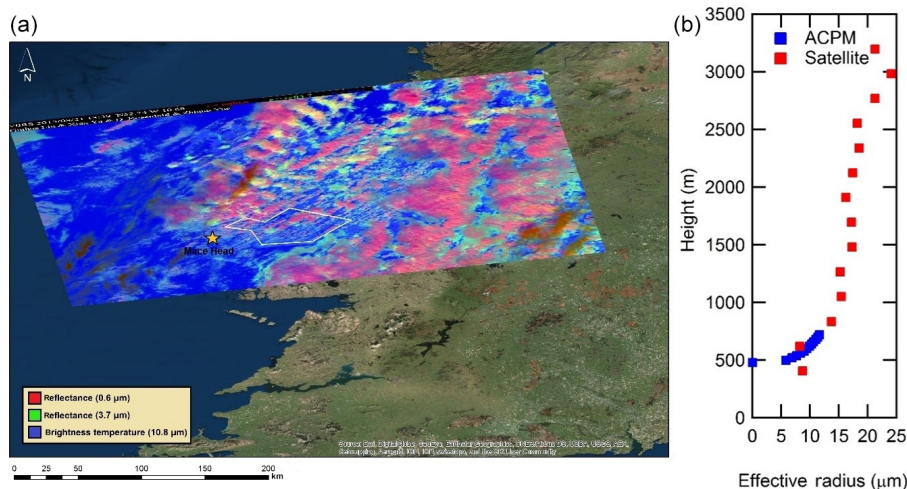 (a)
N
Mace Head
Reflectance (0.6 µm)
Reflectance (3.7 µm)
Brightness temperature (10.8 µm)
0 25 50 100 150 200
km
(b)
ACPM
Satellite
Height (m)
3500
3000
2500
2000
1500
1000
500
0
0 5 10 15 20 25
Effective radius (µm)